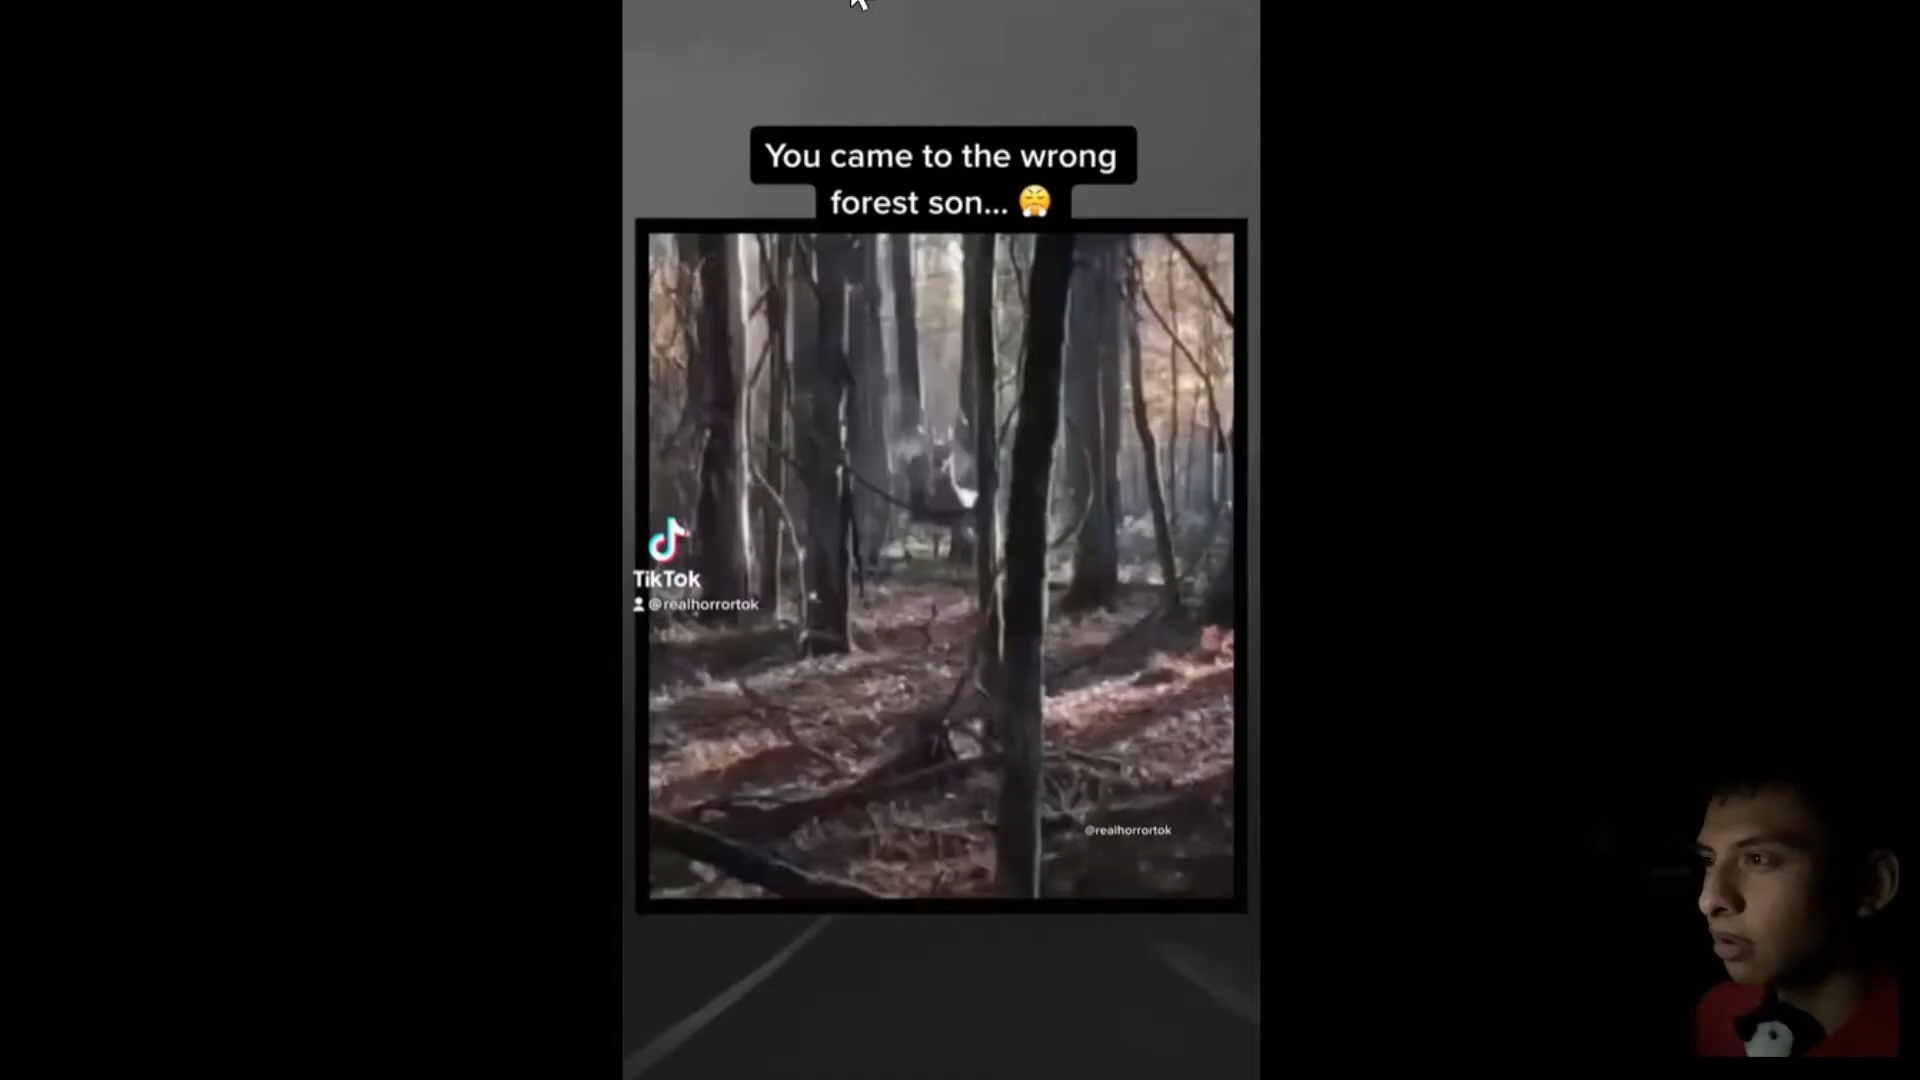 You came to the wrong
forest son... 😤
TikTok
@realhorrortok
@realhorrortok